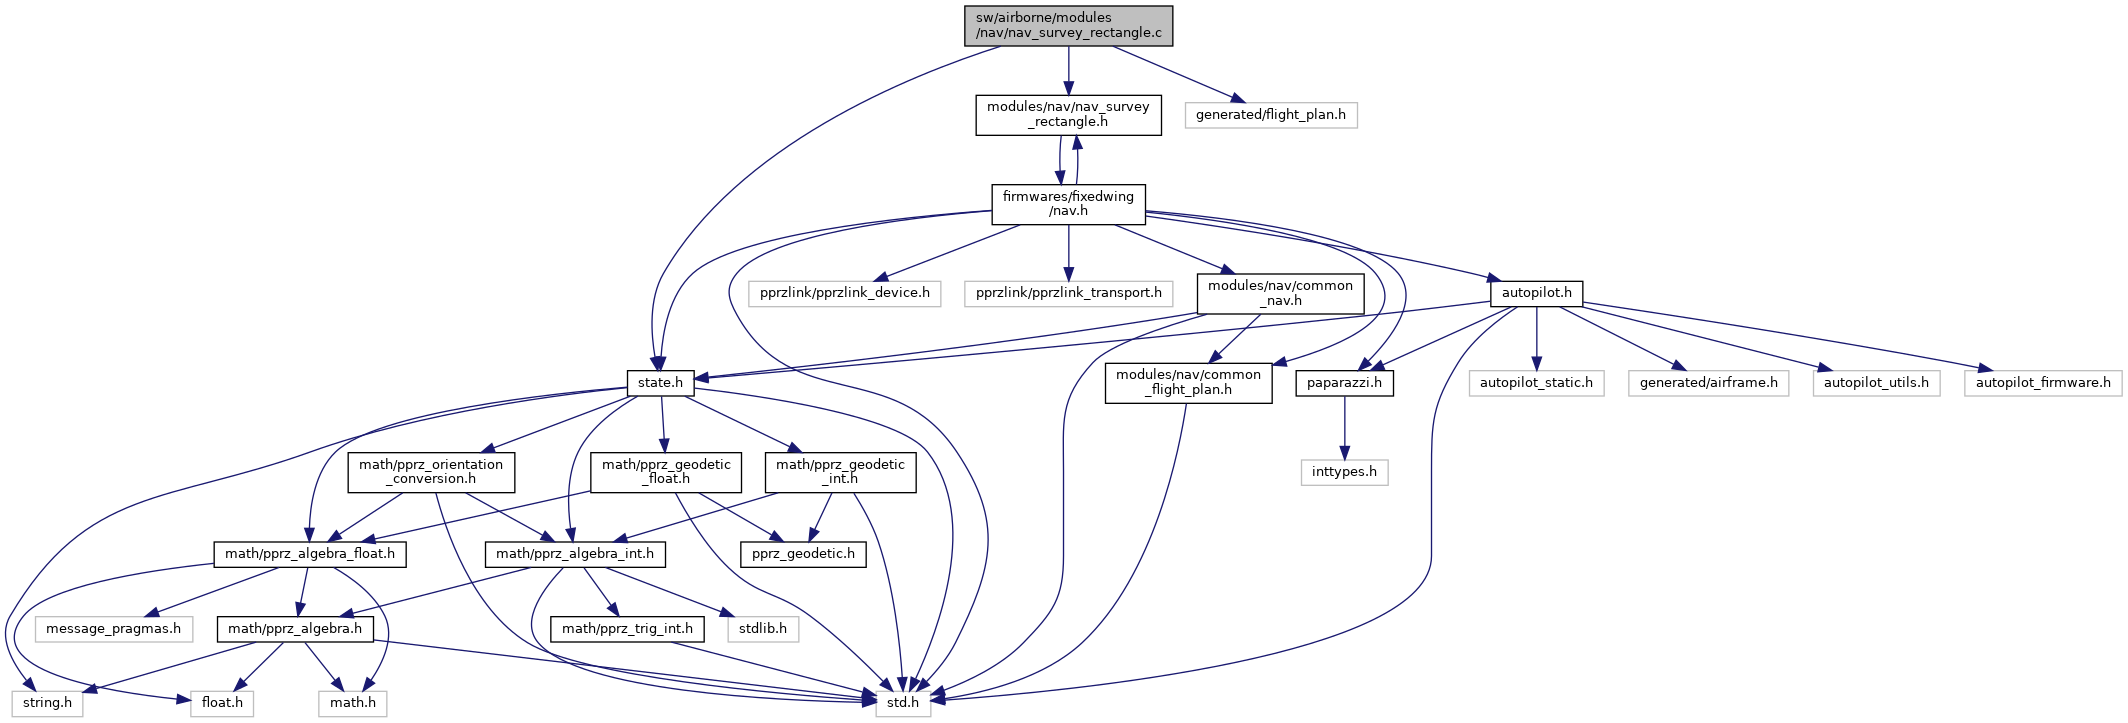 sw/airborne/modules
/nav/nav_survey_rectangle.c
modules/nav/nav_survey
_rectangle.h
generated/flight_plan.h
firmwares/fixedwing
/nav.h
pprzlink/pprzlink_device.h
pprzlink/pprzlink_transport.h
modules/nav/common
_nav.h
autopilot.h
state.h
modules/nav/common
_flight_plan.h
paparazzi.h
autopilot_static.h
generated/airframe.h
autopilot_utils.h
autopilot_firmware.h
math/pprz_orientation
_conversion.h
math/pprz_geodetic
_float.h
math/pprz_geodetic
_int.h
inttypes.h
math/pprz_algebra_float.h
math/pprz_algebra_int.h
pprz_geodetic.h
message_pragmas.h
math/pprz_algebra.h
math/pprz_trig_int.h
stdlib.h
string.h
float.h
math.h
std.h